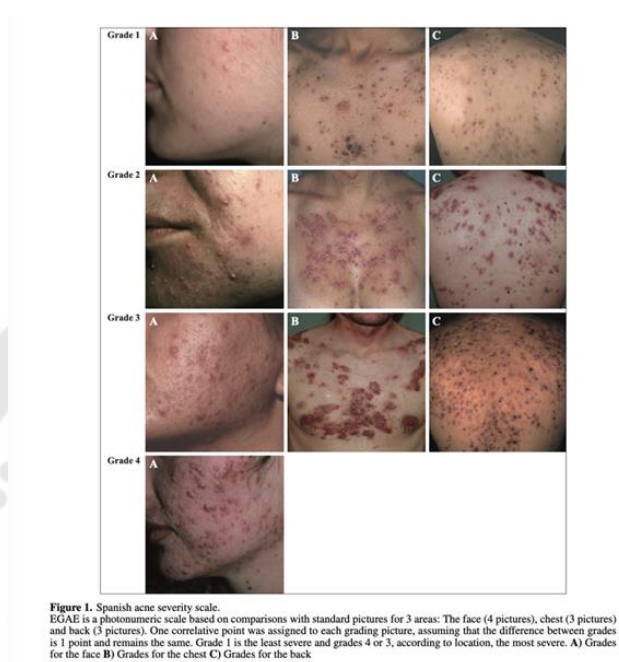 Grade 1 A B C
Grade 2 A B C
Grade 3 A B C
Grade 4 A
Figure 1. Spanish acne severity scale.
EGAE is a photonumeric scale based on comparisons with standard pictures for 3 areas: The face (4 pictures), chest (3 pictures)
and back (3 pictures). One correlative point was assigned to each grading picture, assuming that the difference between grades
is 1 point and remains the same. Grade 1 is the least severe and grades 4 or 3, according to location, the most severe. A) Grades
for the face B) Grades for the chest C) Grades for the back